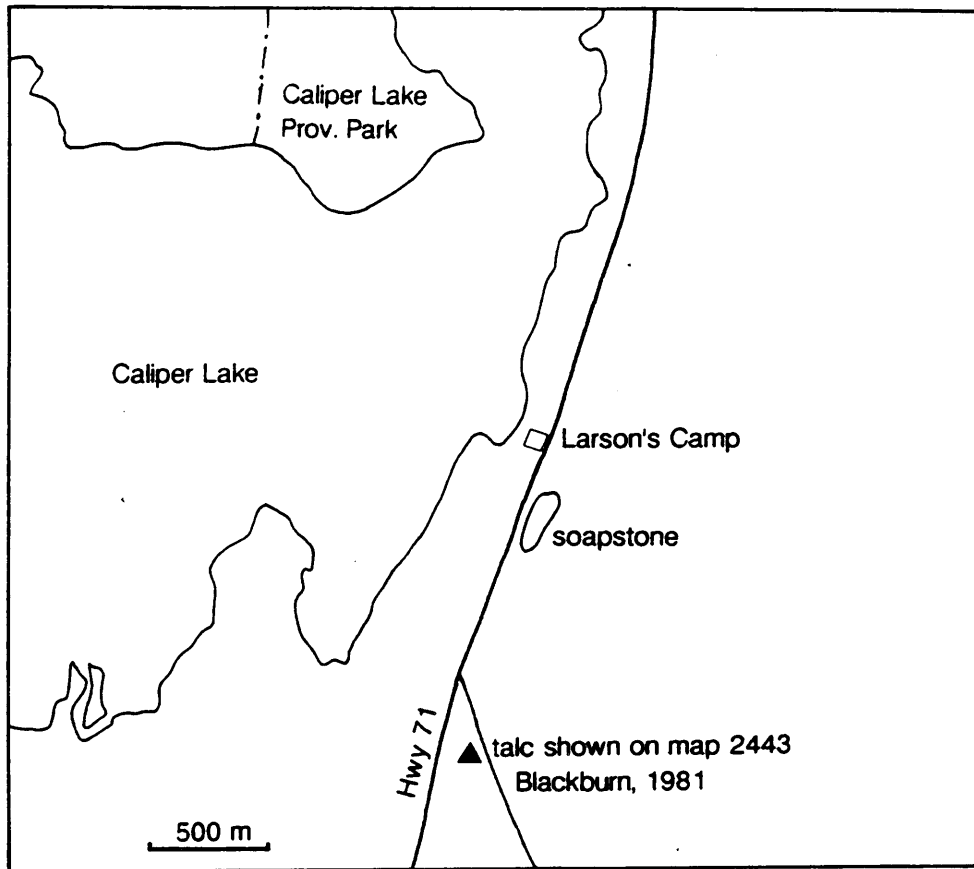 Caliper Lake
Prov. Park
Caliper Lake
Larson's Camp
soapstone
Hwy 71
talc shown on map 2443
Blackburn, 1981
500 m